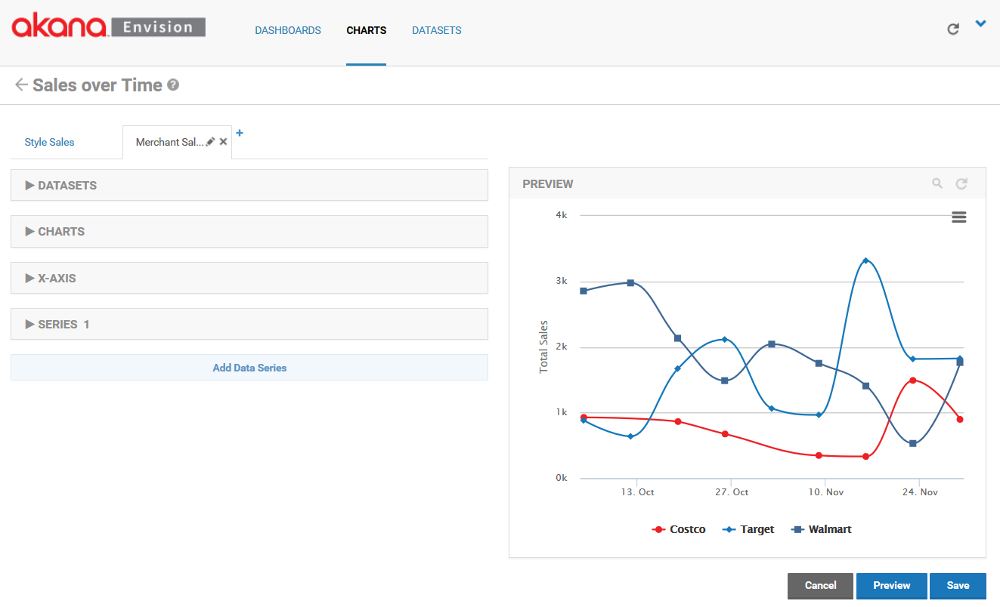 akana Envision
DASHBOARDS
CHARTS
DATASETS
Sales over Time
Style Sales
Merchant Sal...
+
DATASETS
CHARTS
X-AXIS
SERIES 1
Add Data Series
PREVIEW
4k
3k
2k
1k
0k
Total Sales
13. Oct
27. Oct
10. Nov
24. Nov
Costco
Target
Walmart
Cancel
Preview
Save